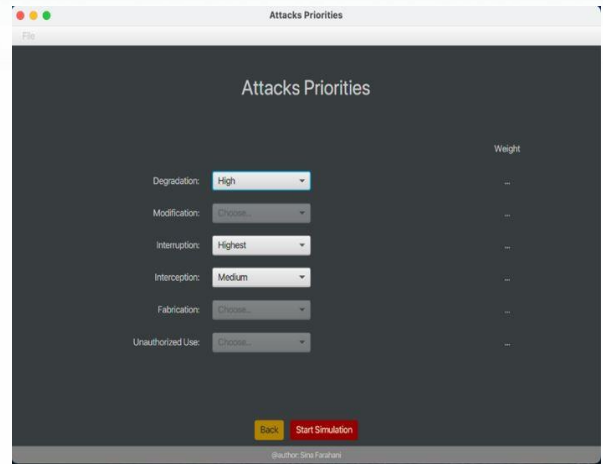 Attacks Priorities
File
Attacks Priorities
Weight
Degradation: High ...
Modification: Choose... ...
Interruption: Highest ...
Interception: Medium ...
Fabrication: Choose... ...
Unauthorized Use: Choose... ...
Back Start Simulation
@author: Sina Farahani